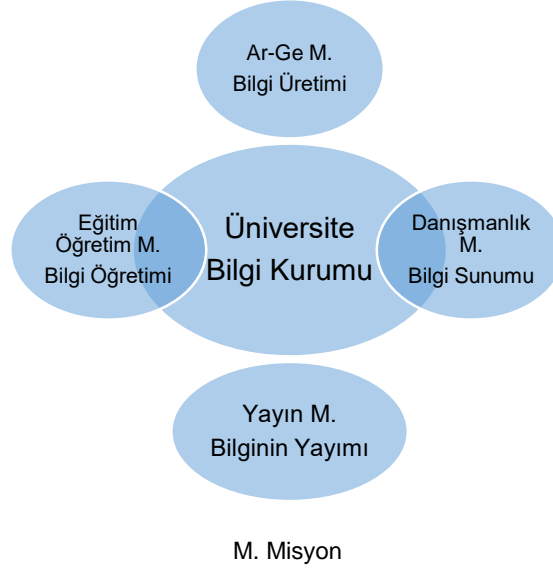 Ar-Ge M.
Bilgi Üretimi
Eğitim
Öğretim M.
Bilgi Öğretimi
Üniversite
Bilgi Kurumu
Danışmanlık
M.
Bilgi Sunumu
Yayın M.
Bilginin Yayımı
M. Misyon